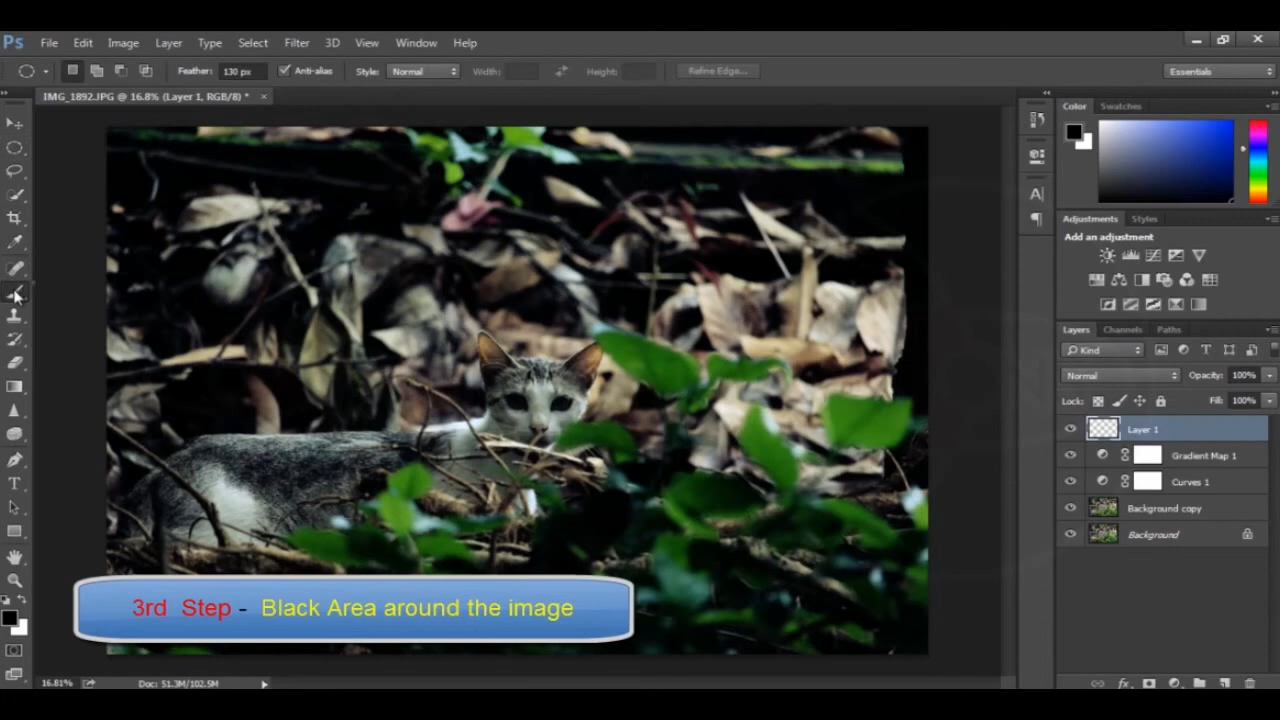 Ps File Edit Image Layer Type Select Filter 3D View Window Help
Feather: 130 px Anti-alias Style: Normal Width: Height: Refine Edge... Essentials
IMG_1892.JPG @ 16.8% (Layer 1, RGB/8) * ×
Color Swatches
Adjustments Styles
Add an adjustment
Layers Channels Paths
Kind
Normal Opacity: 100%
Lock: Fill: 100%
Layer 1
Gradient Map 1
Curves 1
Background copy
Background
3rd Step - Black Area around the image
16.81% Doc: 51.3M/102.5M